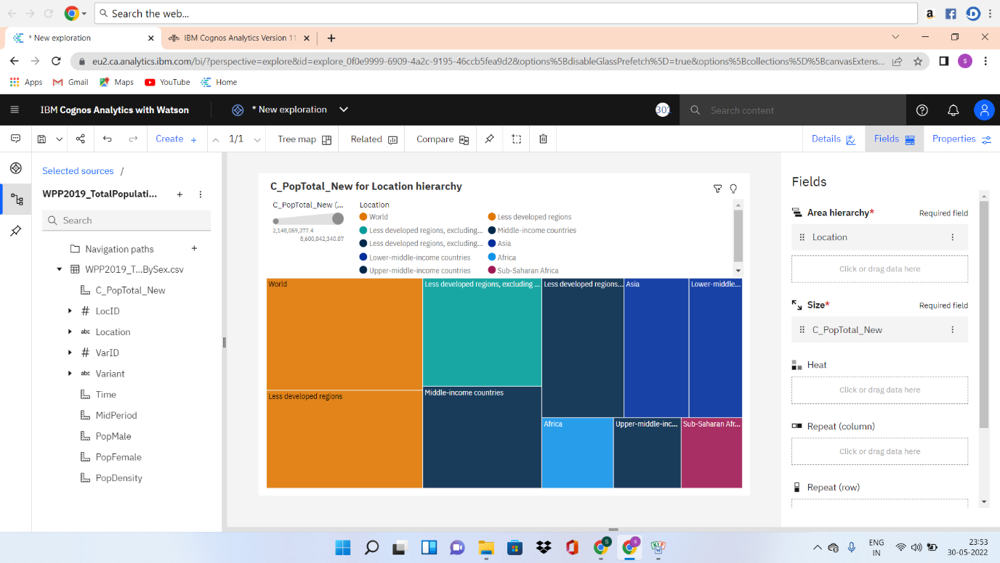 Search the web...
* New exploration
IBM Cognos Analytics Version 11
eu2.ca.analytics.ibm.com/bi/?perspective=explore&id=explore_0f0e9999-6909-4a2c-9195-46ccb5fea9d2&options%5BdisableGlassPrefetch%5D=true&options%5Bcollections%5D%5BcanvasExtens...
S
Apps
Gmail
Maps
YouTube
Home
IBM Cognos Analytics with Watson
* New exploration
301
Search content
Create
1/1
Tree map
Related
Compare
Details
Fields
Properties
Selected sources /
WPP2019_TotalPopulati...
Search
Navigation paths
WPP2019_T...BySex.csv
C_PopTotal_New
# LocID
abc Location
# VarID
abc Variant
Time
MidPeriod
PopMale
PopFemale
PopDensity
C_PopTotal_New for Location hierarchy
C_PopTotal_New (...
2,148,059,377.4
8,600,042,340.07
Location
World
Less developed regions
Less developed regions, excluding...
Middle-income countries
Less developed regions, excluding...
Asia
Lower-middle-income countries
Africa
Upper-middle-income countries
Sub-Saharan Africa
World
Less developed regions, excluding ...
Less developed regions...
Asia
Lower-middle...
Less developed regions
Middle-income countries
Africa
Upper-middle-inc...
Sub-Saharan Afr...
Fields
Area hierarchy*
Required field
Location
Click or drag data here
Size*
Required field
C_PopTotal_New
Heat
Click or drag data here
Repeat (column)
Click or drag data here
Repeat (row)
ENG
IN
23:53
30-05-2022